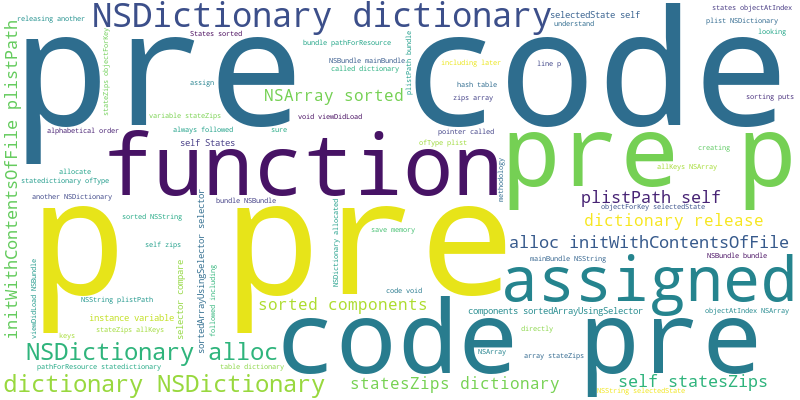 releasing another
NSDictionary dictionary
selectedState self
states objectAtIndex
understand
plist NSDictionary
looking
pre code
States sorted
bundle pathForResource
NSBundle mainBundle
called dictionary
plistPath bundle
including later
line p
hash table
sorting puts
stateZips objectForKey
assign
NSArray sorted
zips array
initWithContentsOfFile plistPath
variable stateZips
void viewDidLoad
alphabetical order
always followed
sure
pointer called
function
pre p
self States
ofType plist
creating
allocate
statedictionary ofType
methodology
allKeys NSArray
another NSDictionary
bundle NSBundle
plistPath self
objectForKey selectedState
p pre
sorted NSString
sortedArrayUsingSelector selector
NSDictionary allocated
dictionary release
save memory
self zips
alloc initWithContentsOfFile
viewDidLoad NSBundle
selector compare
followed including
mainBundle NSString
NSBundle bundle
assigned
NSString plistPath
code void
sorted components
components sortedArrayUsingSelector
objectAtIndex NSArray
instance variable
stateZips allKeys
code pre
directly
keys
NSDictionary alloc
NSArray
array stateZips
pathForResource statedictionary
table dictionary
dictionary NSDictionary
statesZips dictionary
self statesZips
NSString selectedState